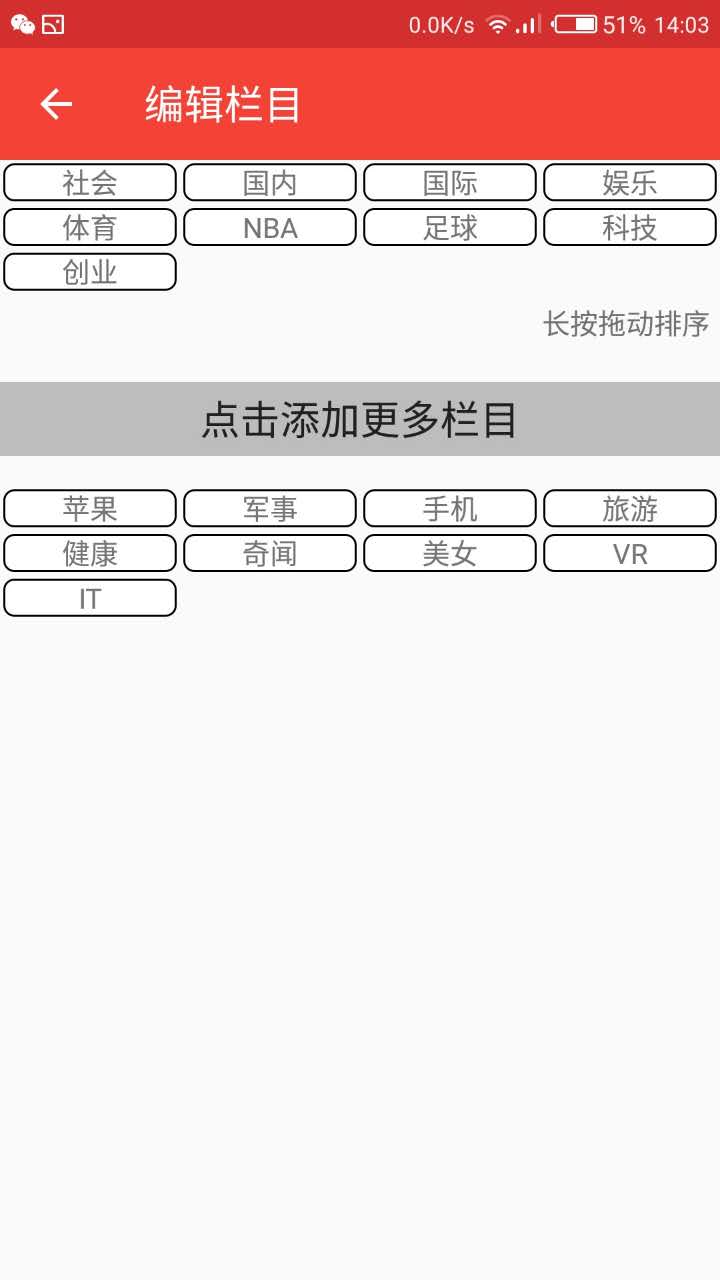 0.0K/s 51% 14:03
编辑栏目
社会 国内 国际 娱乐
体育 NBA 足球 科技
创业
长按拖动排序
点击添加更多栏目
苹果 军事 手机 旅游
健康 奇闻 美女 VR
IT